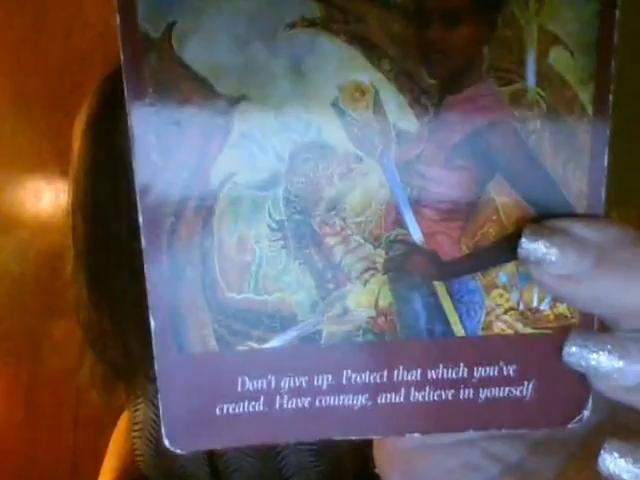 Don't give up. Protect that which you've
created. Have courage, and believe in yourself.